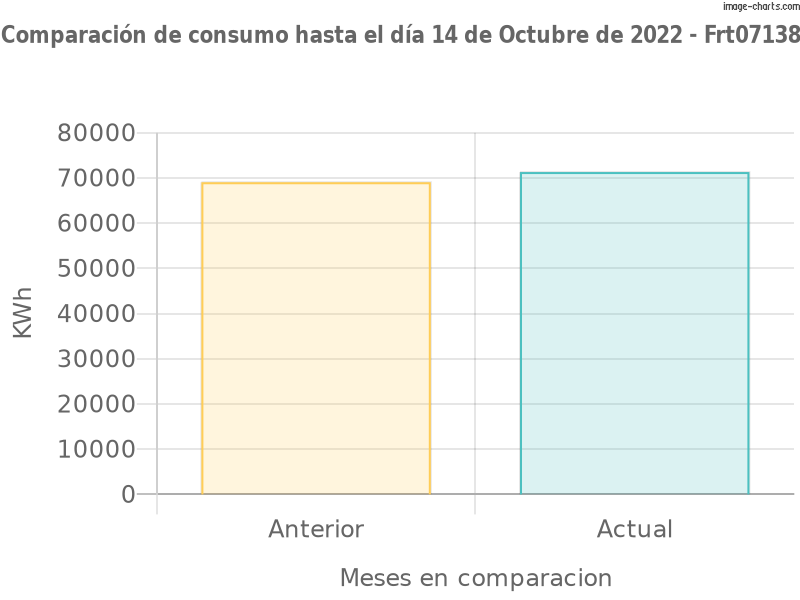 image-charts.com
Comparación de consumo hasta el día 14 de Octubre de 2022 - Frt07138
80000
70000
60000
50000
40000
30000
20000
10000
0
KWh
Anterior
Actual
Meses en comparacion